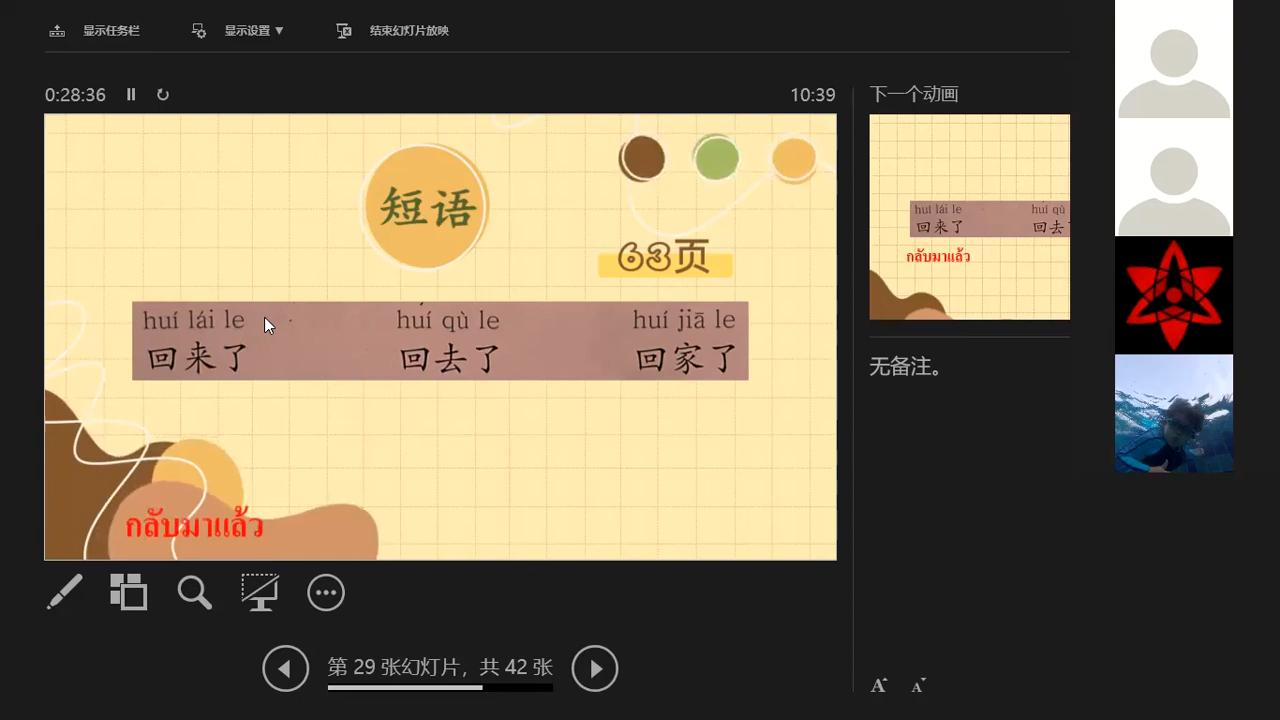 显示任务栏 显示设置 ▼ 结束幻灯片放映
0:28:36 10:39
短语
63页
huí lái le huí qù le huí jiā le
回来了 回去了 回家了
กลับมาแล้ว
下一个动画
huí lái le huí qù
回来了 回去
กลับมาแล้ว
无备注。
第 29 张幻灯片，共 42 张
A A